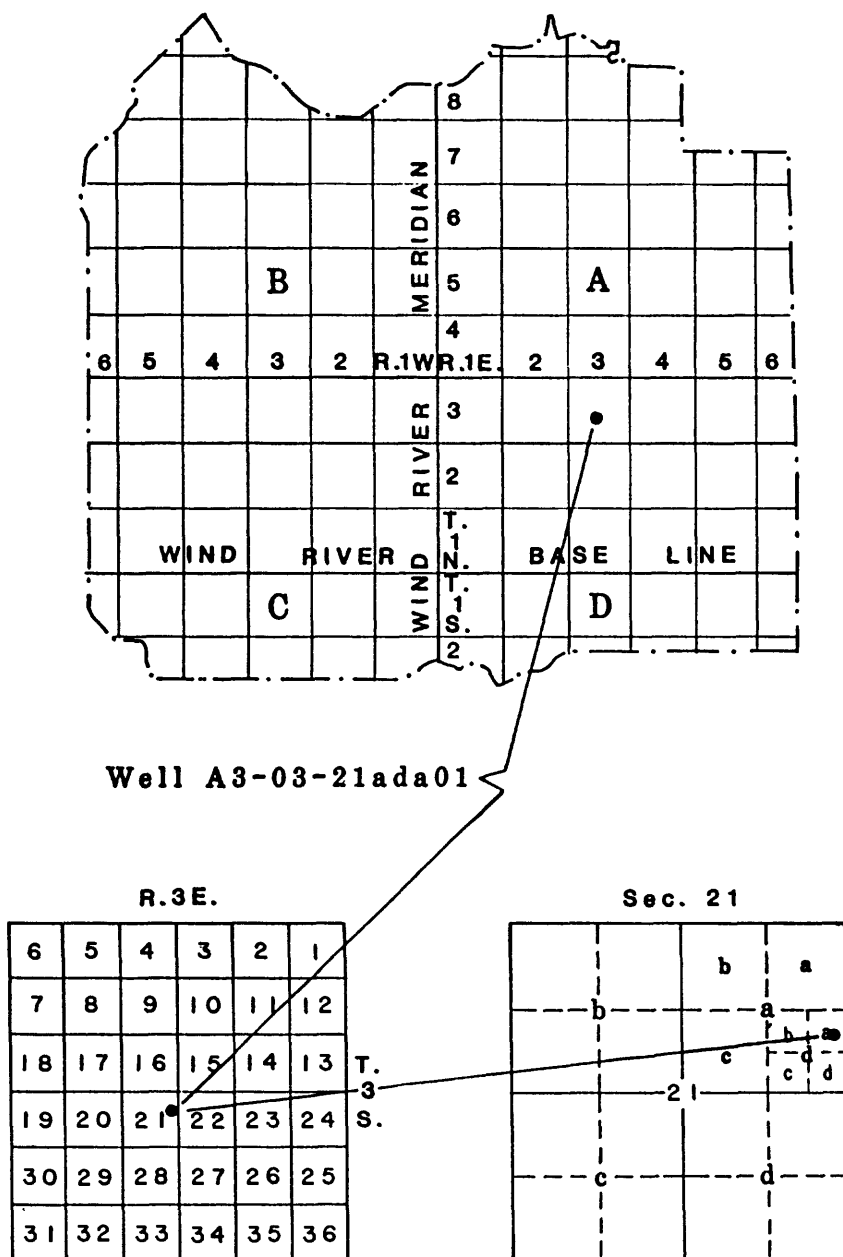 8
7
6
B
5
A
4
6 5 4 3 2 R.1W R.1E. 2 3 4 5 6
3
2
WIND RIVER MERIDIAN
T.
1
N.
WIND RIVER BASE LINE
T.
1
S.
C
D
2
Well A3-03-21ada01
R.3E.
6 5 4 3 2 1
7 8 9 10 11 12
18 17 16 15 14 13
19 20 21 22 23 24
30 29 28 27 26 25
31 32 33 34 35 36
T.
3
S.
Sec. 21
b a
b a
b a
c d
c d
21
c d